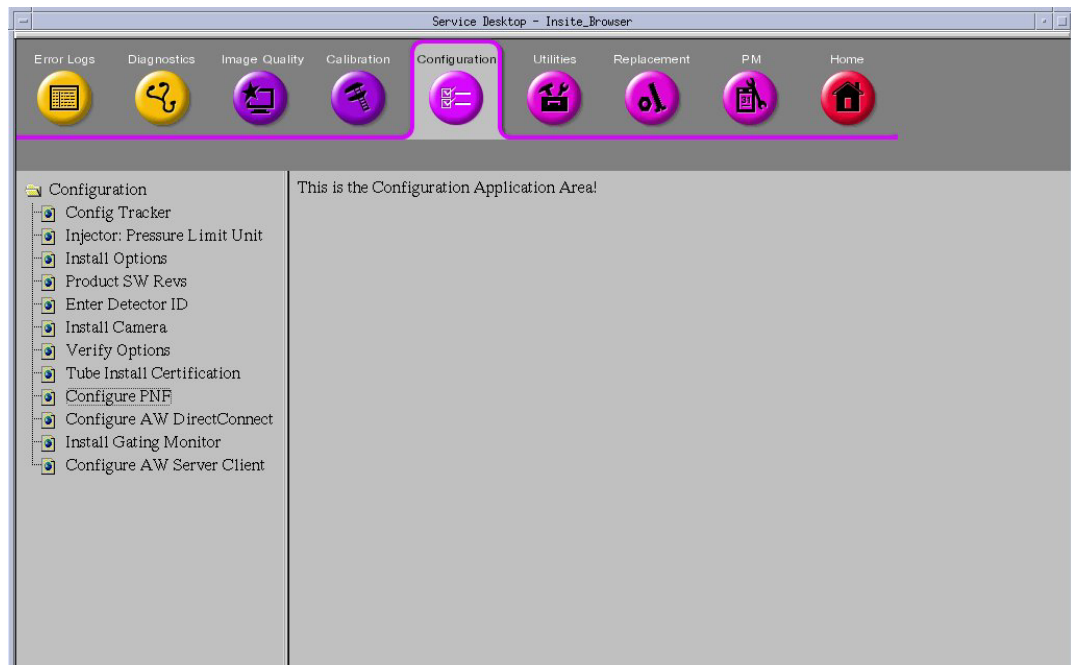 Service Desktop - Insite_Browser
Error Logs
Diagnostics
Image Quality
Calibration
Configuration
Utilities
Replacement
PM
Home
Configuration
Config Tracker
Injector: Pressure Limit Unit
Install Options
Product SW Revs
Enter Detector ID
Install Camera
Verify Options
Tube Install Certification
Configure PNF
Configure AW DirectConnect
Install Gating Monitor
Configure AW Server Client
This is the Configuration Application Area!